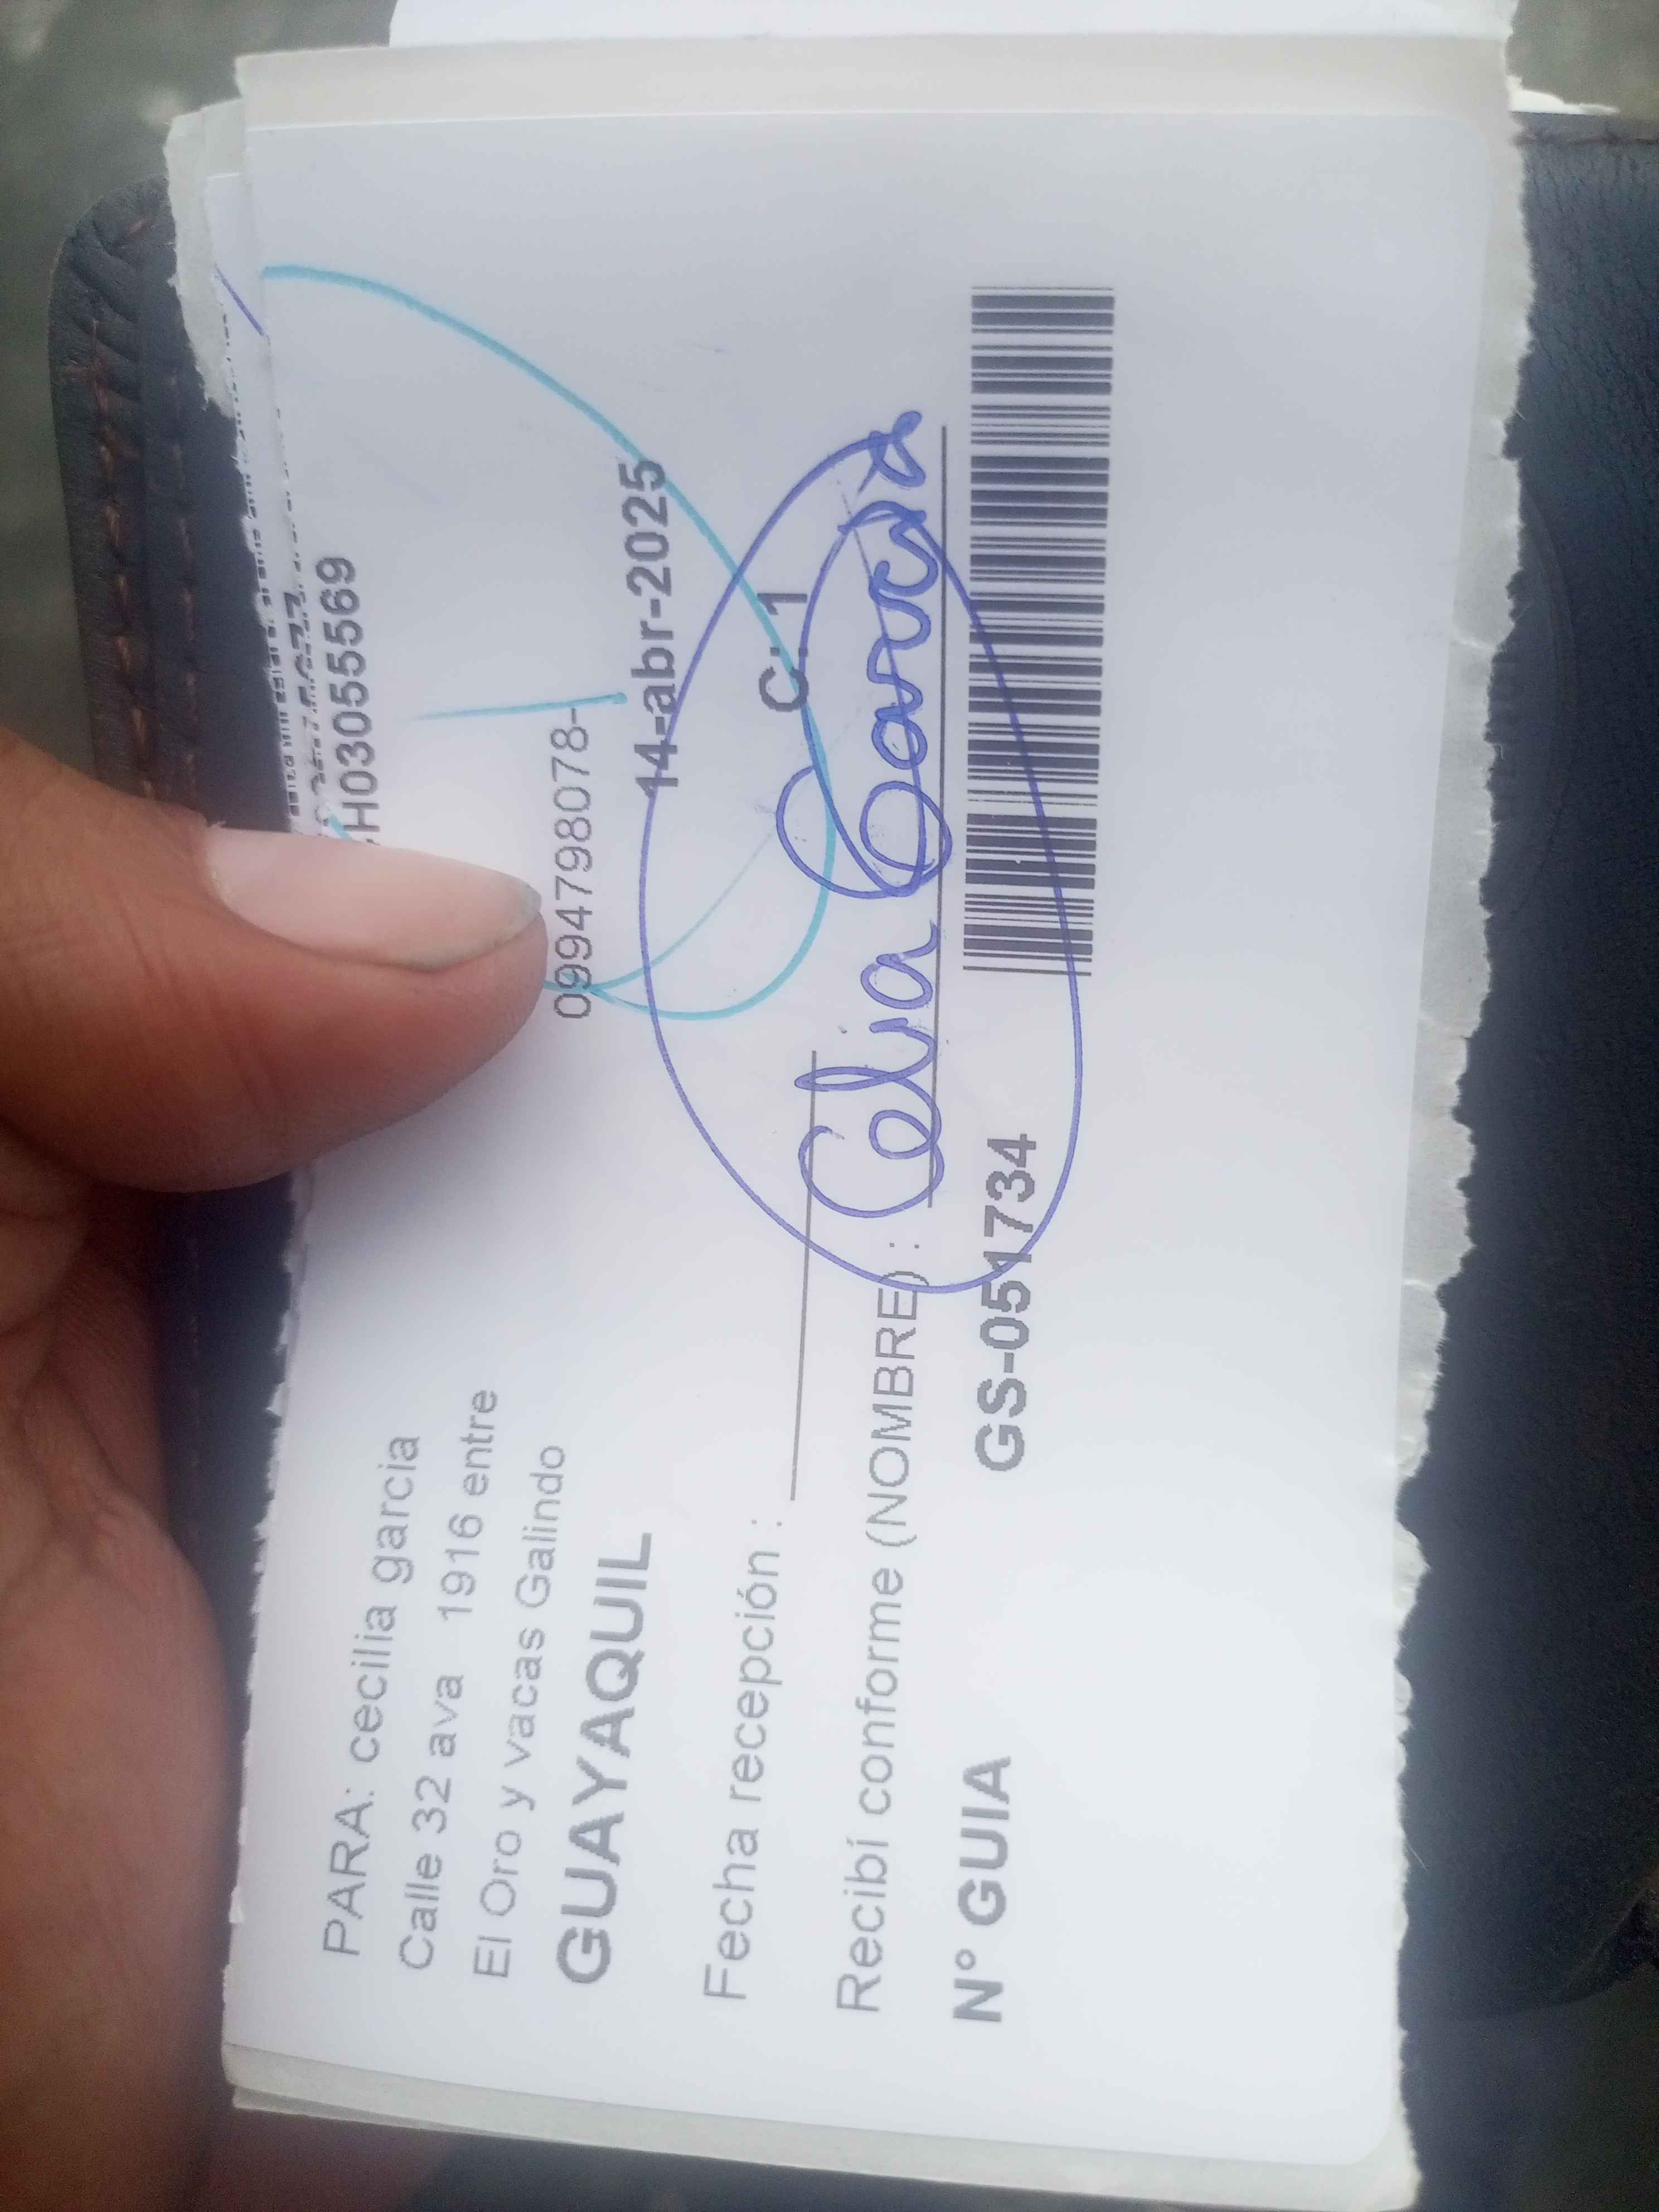 H03055569
PARA: cecilia garcia
Calle 32 ava 1916 entre
El Oro y vacas Galindo 0994798078-
GUAYAQUIL 14-abr-2025
Fecha recepción : C: 1
Recibí conforme (NOMBRE) : Celia
N° GUIA GS-051734